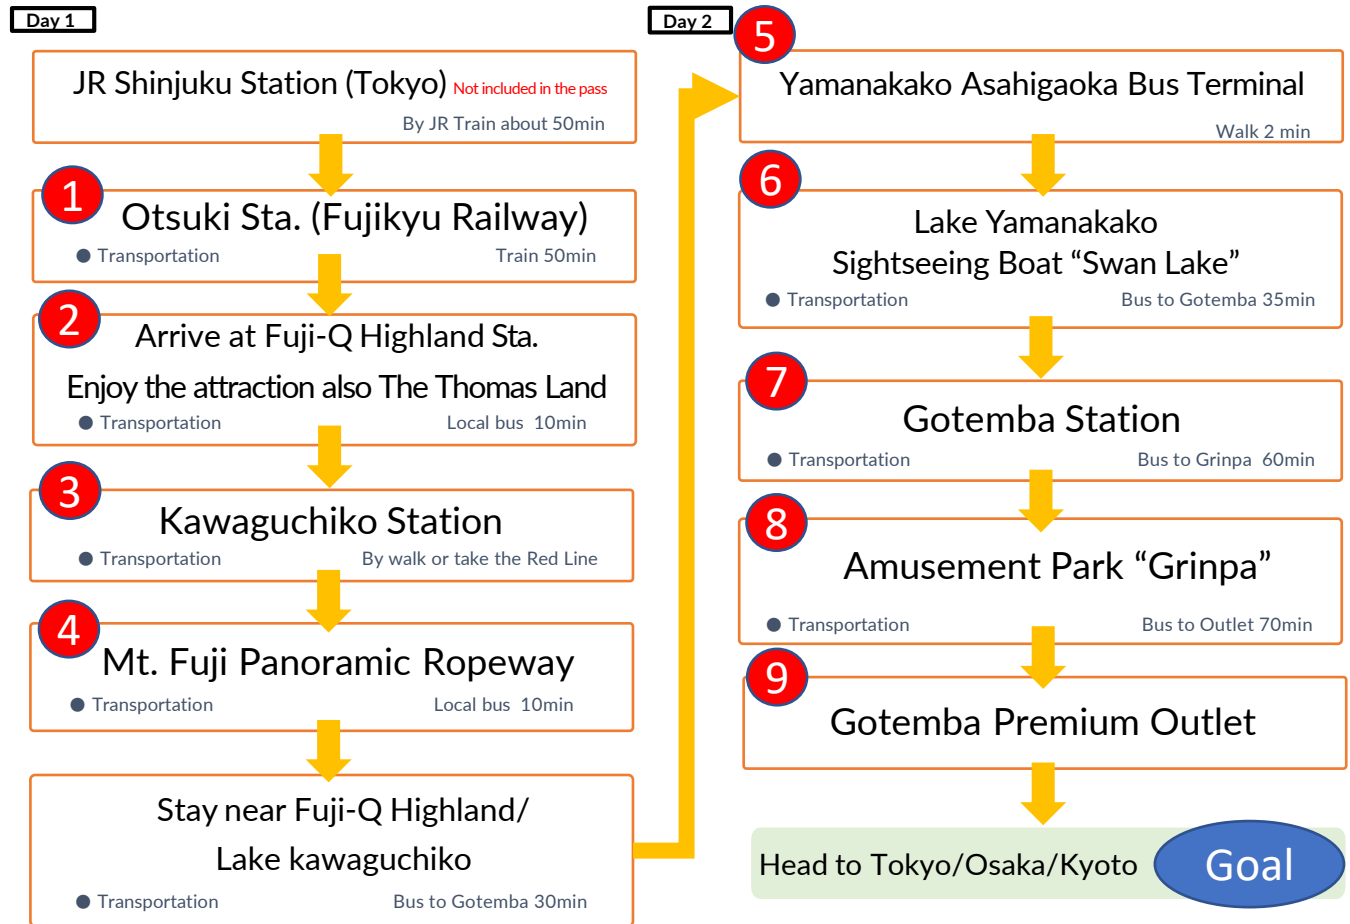 Day 1
JR Shinjuku Station (Tokyo) Not included in the pass
By JR Train about 50min
1
Otsuki Sta. (Fujikyu Railway)
● Transportation Train 50min
2
Arrive at Fuji-Q Highland Sta.
Enjoy the attraction also The Thomas Land
● Transportation Local bus 10min
3
Kawaguchiko Station
● Transportation By walk or take the Red Line
4
Mt. Fuji Panoramic Ropeway
● Transportation Local bus 10min
Stay near Fuji-Q Highland/
Lake kawaguchiko
● Transportation Bus to Gotemba 30min
Day 2
5
Yamanakako Asahigaoka Bus Terminal
Walk 2 min
6
Lake Yamanakako
Sightseeing Boat “Swan Lake”
● Transportation Bus to Gotemba 35min
7
Gotemba Station
● Transportation Bus to Grinpa 60min
8
Amusement Park “Grinpa”
● Transportation Bus to Outlet 70min
9
Gotemba Premium Outlet
Head to Tokyo/Osaka/Kyoto Goal